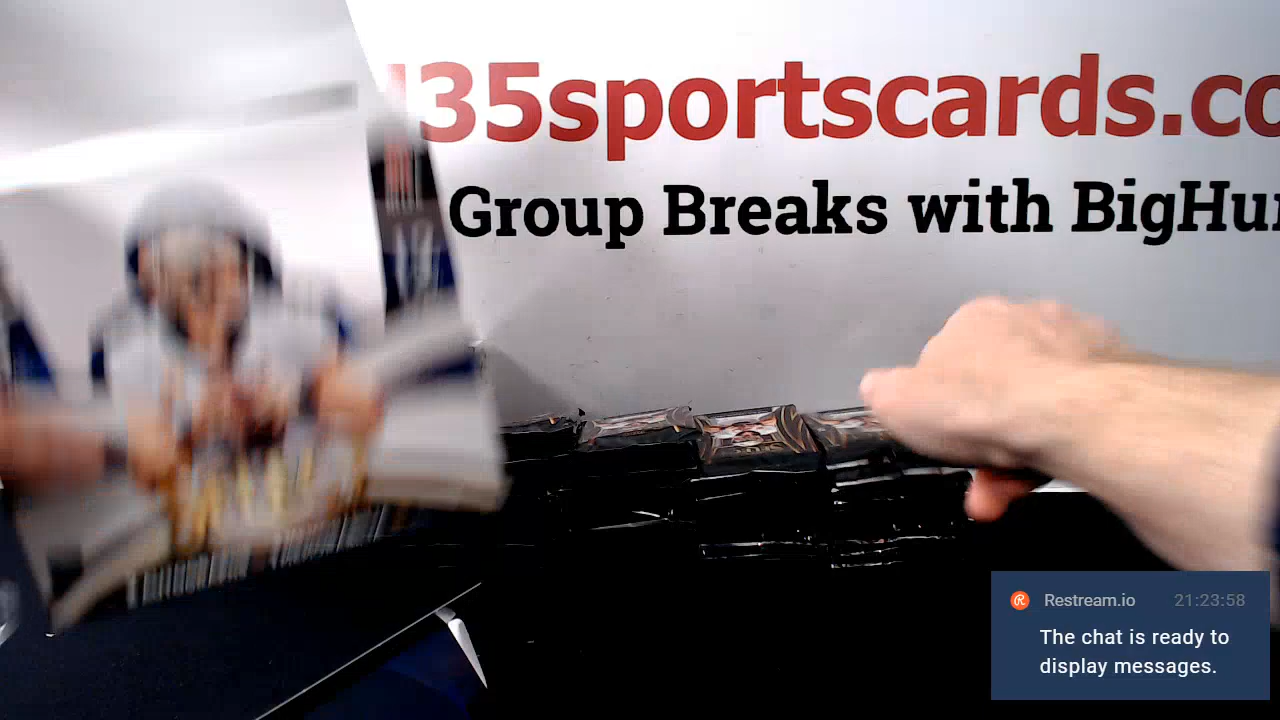 35sportscards.co
Group Breaks with BigHu
Restream.io 21:23:58
The chat is ready to
display messages.